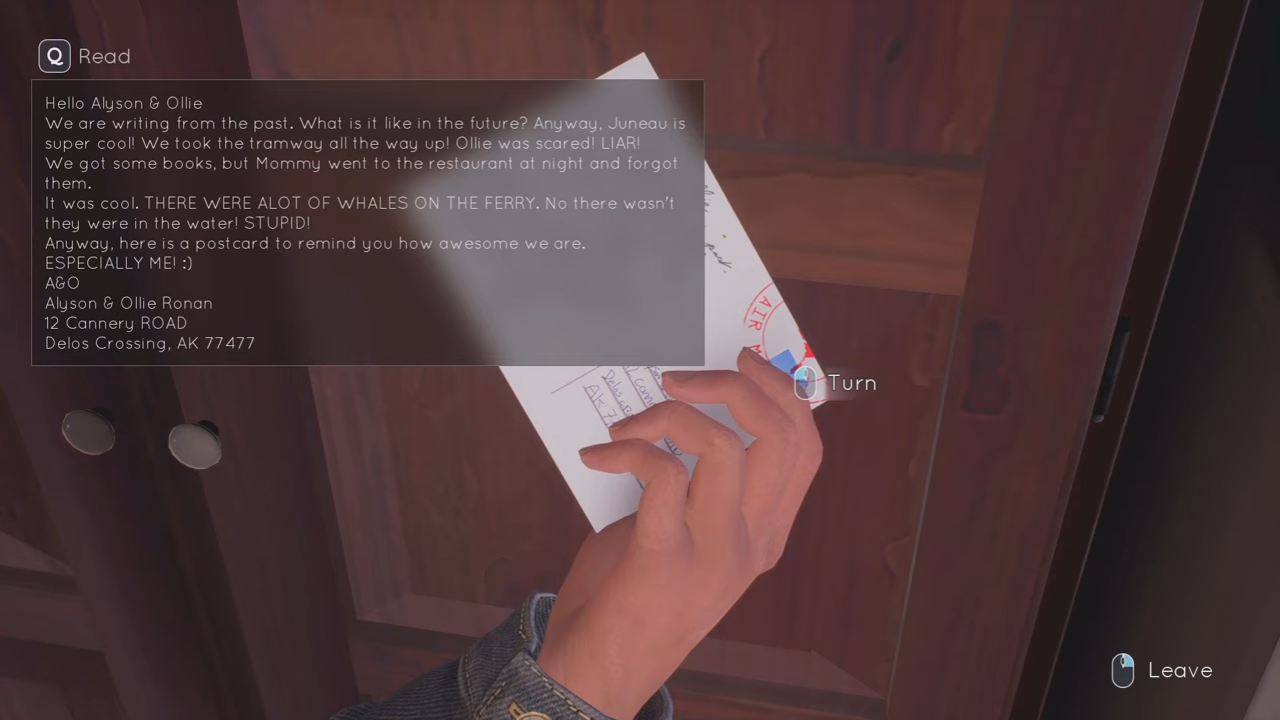 Q Read
Hello Alyson & Ollie
We are writing from the past. What is it like in the future? Anyway, Juneau is
super cool! We took the tramway all the way up! Ollie was scared! LIAR!
We got some books, but Mommy went to the restaurant at night and forgot
them.
It was cool. THERE WERE ALOT OF WHALES ON THE FERRY. No there wasn't
they were in the water! STUPID!
Anyway, here is a postcard to remind you how awesome we are.
ESPECIALLY ME! :)
A&O
Alyson & Ollie Ronan
12 Cannery ROAD
Delos Crossing, AK 77477
AIR
Turn
Leave